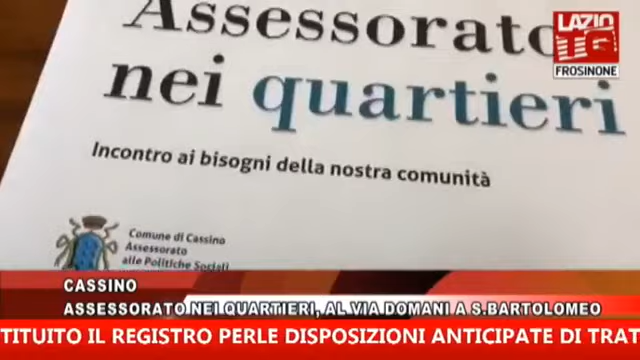 Assessorato
nei quartieri
Incontro ai bisogni della nostra comunità
Comune di Cassino
Assessorato
alle Politiche Sociali
LAZIO
TG
FROSINONE
CASSINO
ASSESSORATO NEI QUARTIERI, AL VIA DOMANI A S.BARTOLOMEO
TITUITO IL REGISTRO PERLE DISPOSIZIONI ANTICIPATE DI TRAT